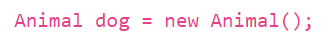 Animal dog = new Animal();